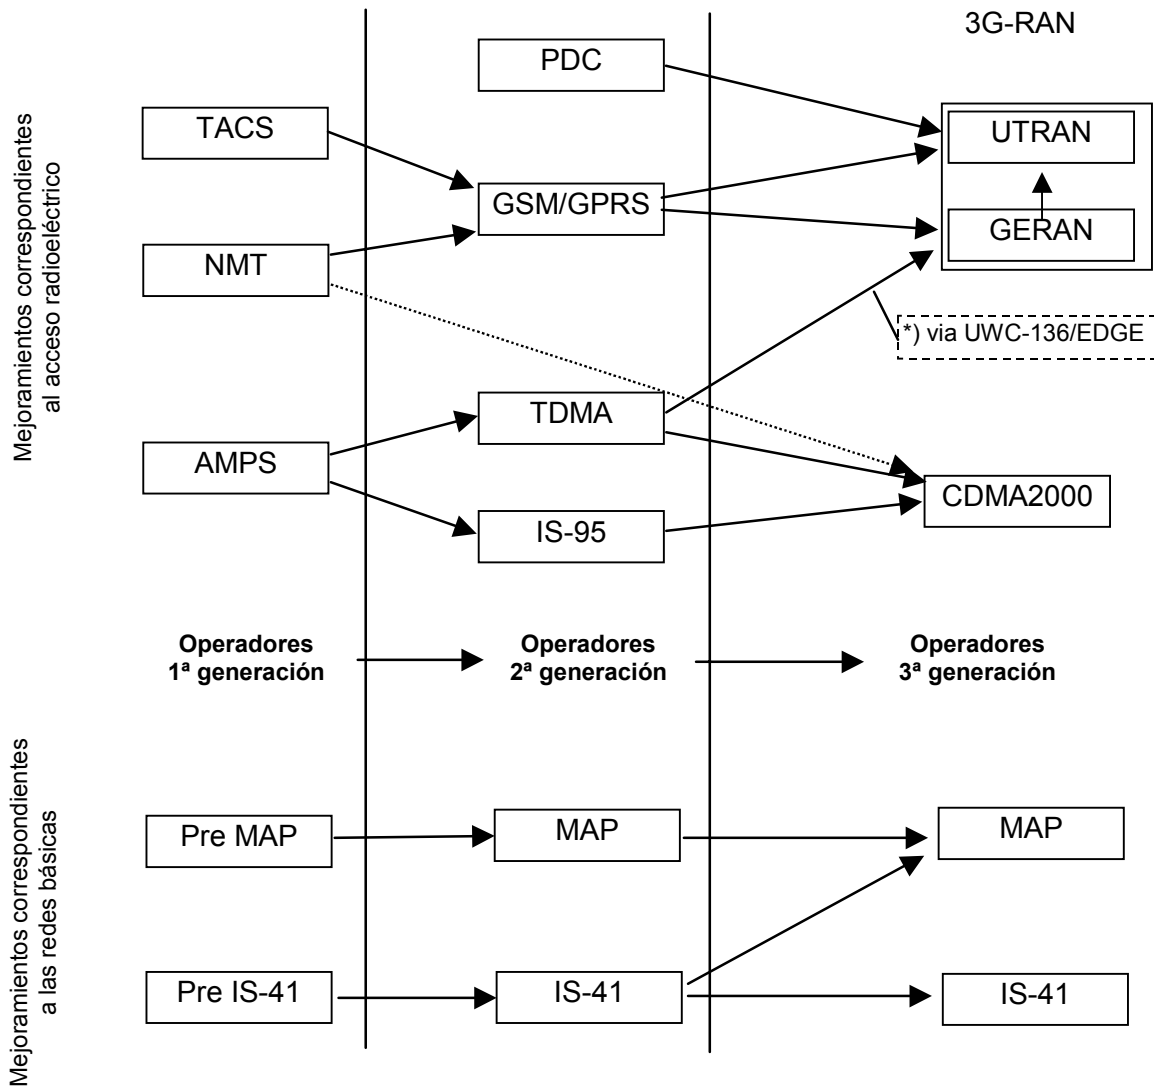 3G-RAN
PDC
TACS
UTRAN
GSM/GPRS
GERAN
NMT
*) via UWC-136/EDGE
TDMA
AMPS
CDMA2000
IS-95
Mejoramientos correspondientes
al acceso radioeléctrico
Operadores
1ª generación
Operadores
2ª generación
Operadores
3ª generación
Pre MAP
MAP
MAP
Pre IS-41
IS-41
IS-41
Mejoramientos correspondientes
a las redes básicas